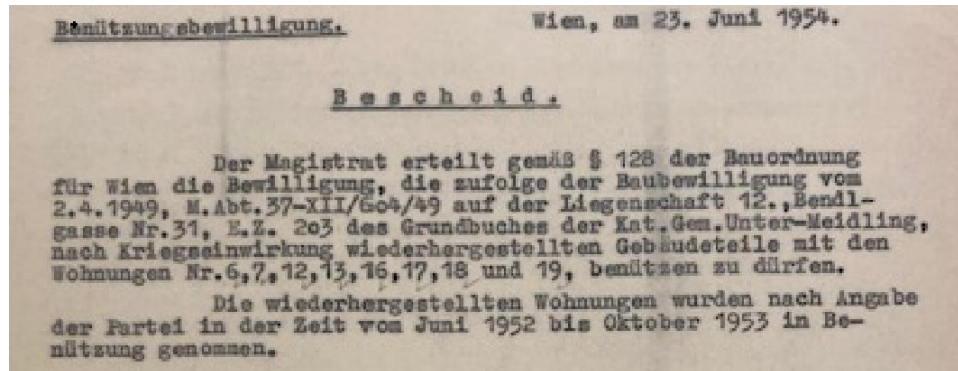 Benützungsbewilligung.
Wien, am 23. Juni 1954.
B e s c h e i d .
Der Magistrat erteilt gemäß § 128 der Bauordnung
für Wien die Bewilligung, die zufolge der Baubewilligung vom
2.4.1949, M.Abt.37-XII/6o4/49 auf der Liegenschaft 12.,Bendl-
gasse Nr.31, E.Z. 2o3 des Grundbuches der Kat.Gem.Unter-Meidling,
nach Kriegseinwirkung wiederhergestellten Gebäudeteile mit den
Wohnungen Nr.6,7,12,13,16,17,18 und 19, benützen zu dürfen.
Die wiederhergestellten Wohnungen wurden nach Angabe
der Partei in der Zeit vom Juni 1952 bis Oktober 1953 in Be-
nützung genommen.